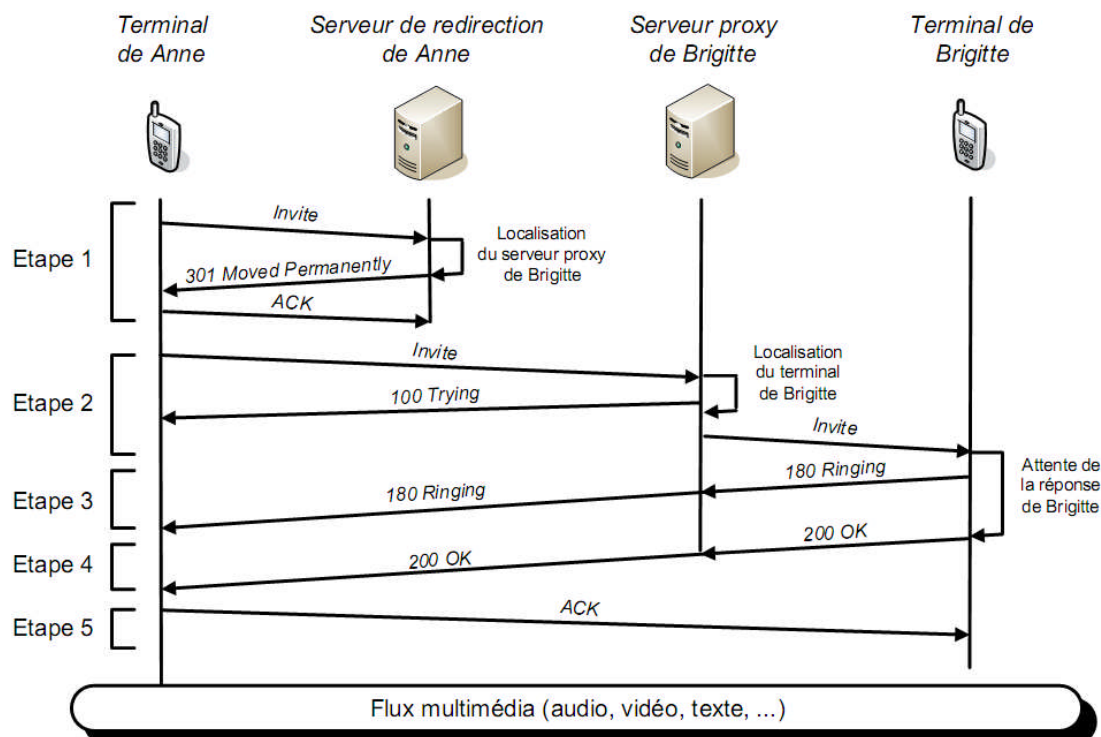 Terminal
de Anne
Serveur de redirection
de Anne
Serveur proxy
de Brigitte
Terminal de
Brigitte
Etape 1
Invite
Localisation
du serveur proxy
de Brigitte
301 Moved Permanently
ACK
Etape 2
Invite
Localisation
du terminal
de Brigitte
100 Trying
Invite
Etape 3
180 Ringing
180 Ringing
Attente de
la réponse
de Brigitte
Etape 4
200 OK
200 OK
Etape 5
ACK
Flux multimédia (audio, vidéo, texte, ...)